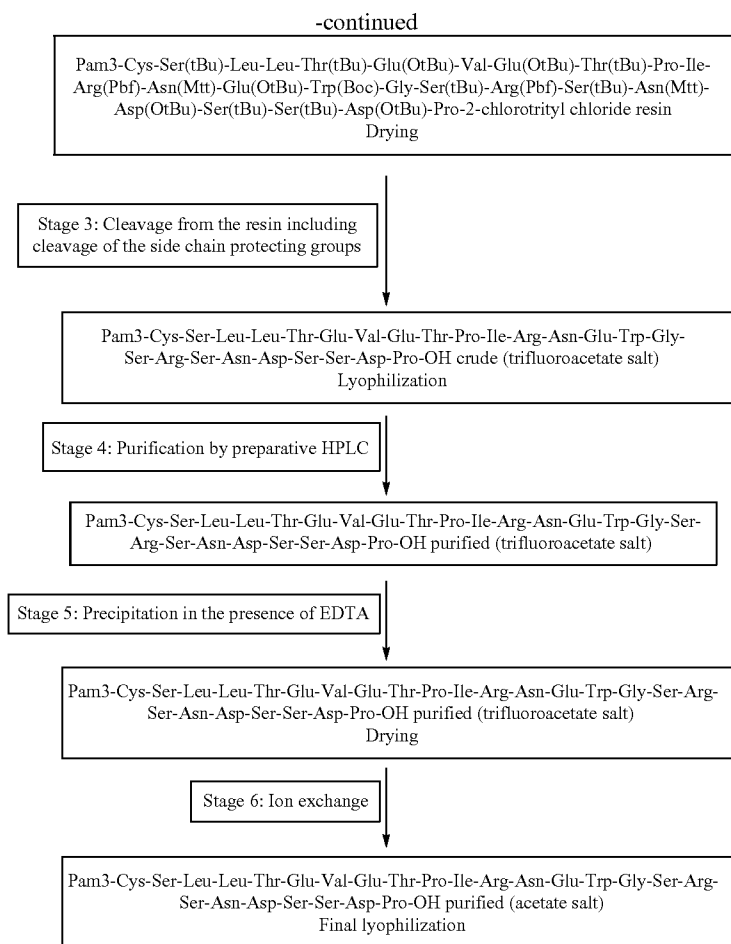 -continued
Pam3-Cys-Ser(tBu)-Leu-Leu-Thr(tBu)-Glu(OtBu)-Val-Glu(OtBu)-Thr(tBu)-Pro-Ile-
Arg(Pbf)-Asn(Mtt)-Glu(OtBu)-Trp(Boc)-Gly-Ser(tBu)-Arg(Pbf)-Ser(tBu)-Asn(Mtt)-
Asp(OtBu)-Ser(tBu)-Ser(tBu)-Asp(OtBu)-Pro-2-chlorotrityl chloride resin
Drying
Stage 3: Cleavage from the resin including
cleavage of the side chain protecting groups
Pam3-Cys-Ser-Leu-Leu-Thr-Glu-Val-Glu-Thr-Pro-Ile-Arg-Asn-Glu-Trp-Gly-
Ser-Arg-Ser-Asn-Asp-Ser-Ser-Asp-Pro-OH crude (trifluoroacetate salt)
Lyophilization
Stage 4: Purification by preparative HPLC
Pam3-Cys-Ser-Leu-Leu-Thr-Glu-Val-Glu-Thr-Pro-Ile-Arg-Asn-Glu-Trp-Gly-Ser-
Arg-Ser-Asn-Asp-Ser-Ser-Asp-Pro-OH purified (trifluoroacetate salt)
Stage 5: Precipitation in the presence of EDTA
Pam3-Cys-Ser-Leu-Leu-Thr-Glu-Val-Glu-Thr-Pro-Ile-Arg-Asn-Glu-Trp-Gly-Ser-Arg-
Ser-Asn-Asp-Ser-Ser-Asp-Pro-OH purified (trifluoroacetate salt)
Drying
Stage 6: Ion exchange
Pam3-Cys-Ser-Leu-Leu-Thr-Glu-Val-Glu-Thr-Pro-Ile-Arg-Asn-Glu-Trp-Gly-Ser-Arg-
Ser-Asn-Asp-Ser-Ser-Asp-Pro-OH purified (acetate salt)
Final lyophilization